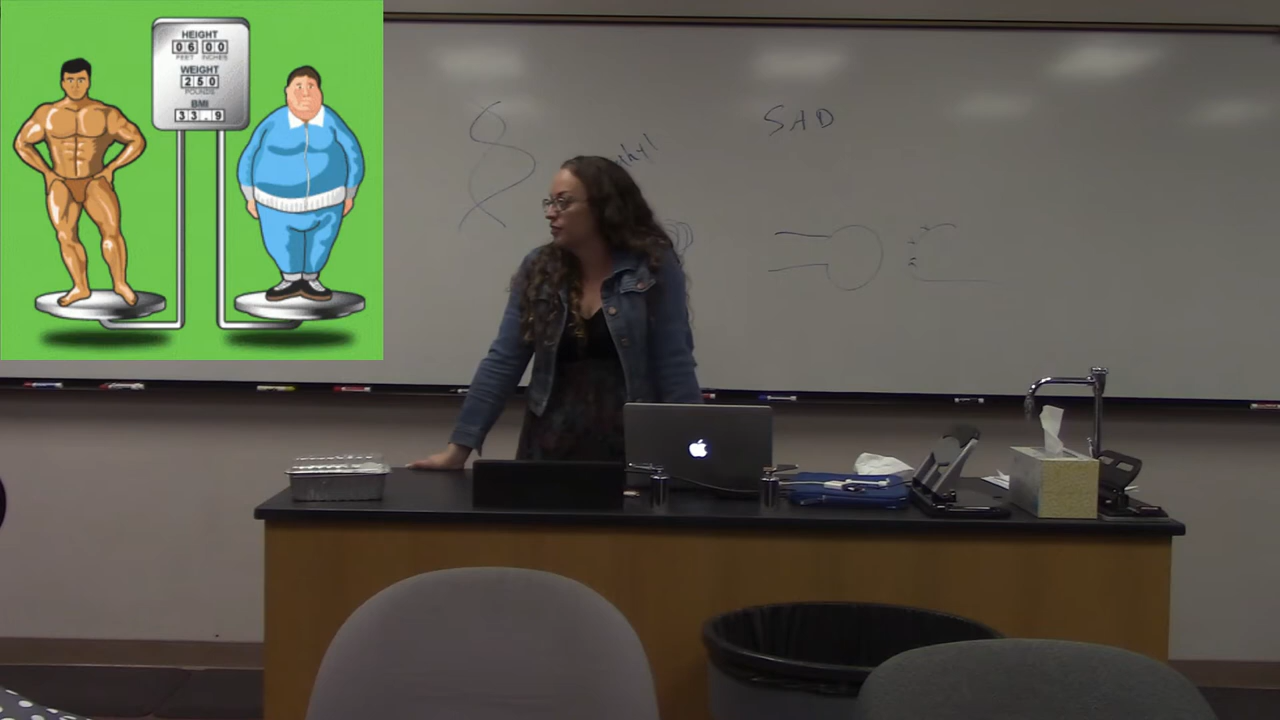 HEIGHT
06 00
FEET INCHES
WEIGHT
250
POUNDS
BMI
33.9
SAD